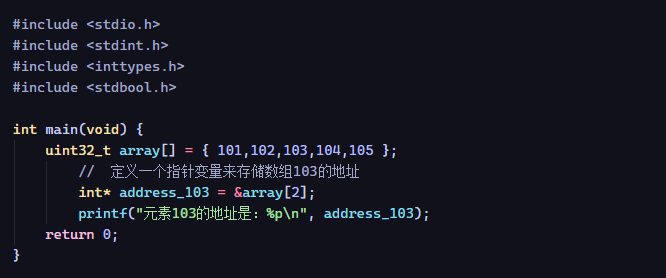 #include <stdio.h>
#include <stdint.h>
#include <inttypes.h>
#include <stdbool.h>
int main(void) {
uint32_t array[] = { 101,102,103,104,105 };
//  定义一个指针变量来存储数组103的地址
int* address_103 = &array[2];
printf("元素103的地址是：%p\n", address_103);
return 0;
}